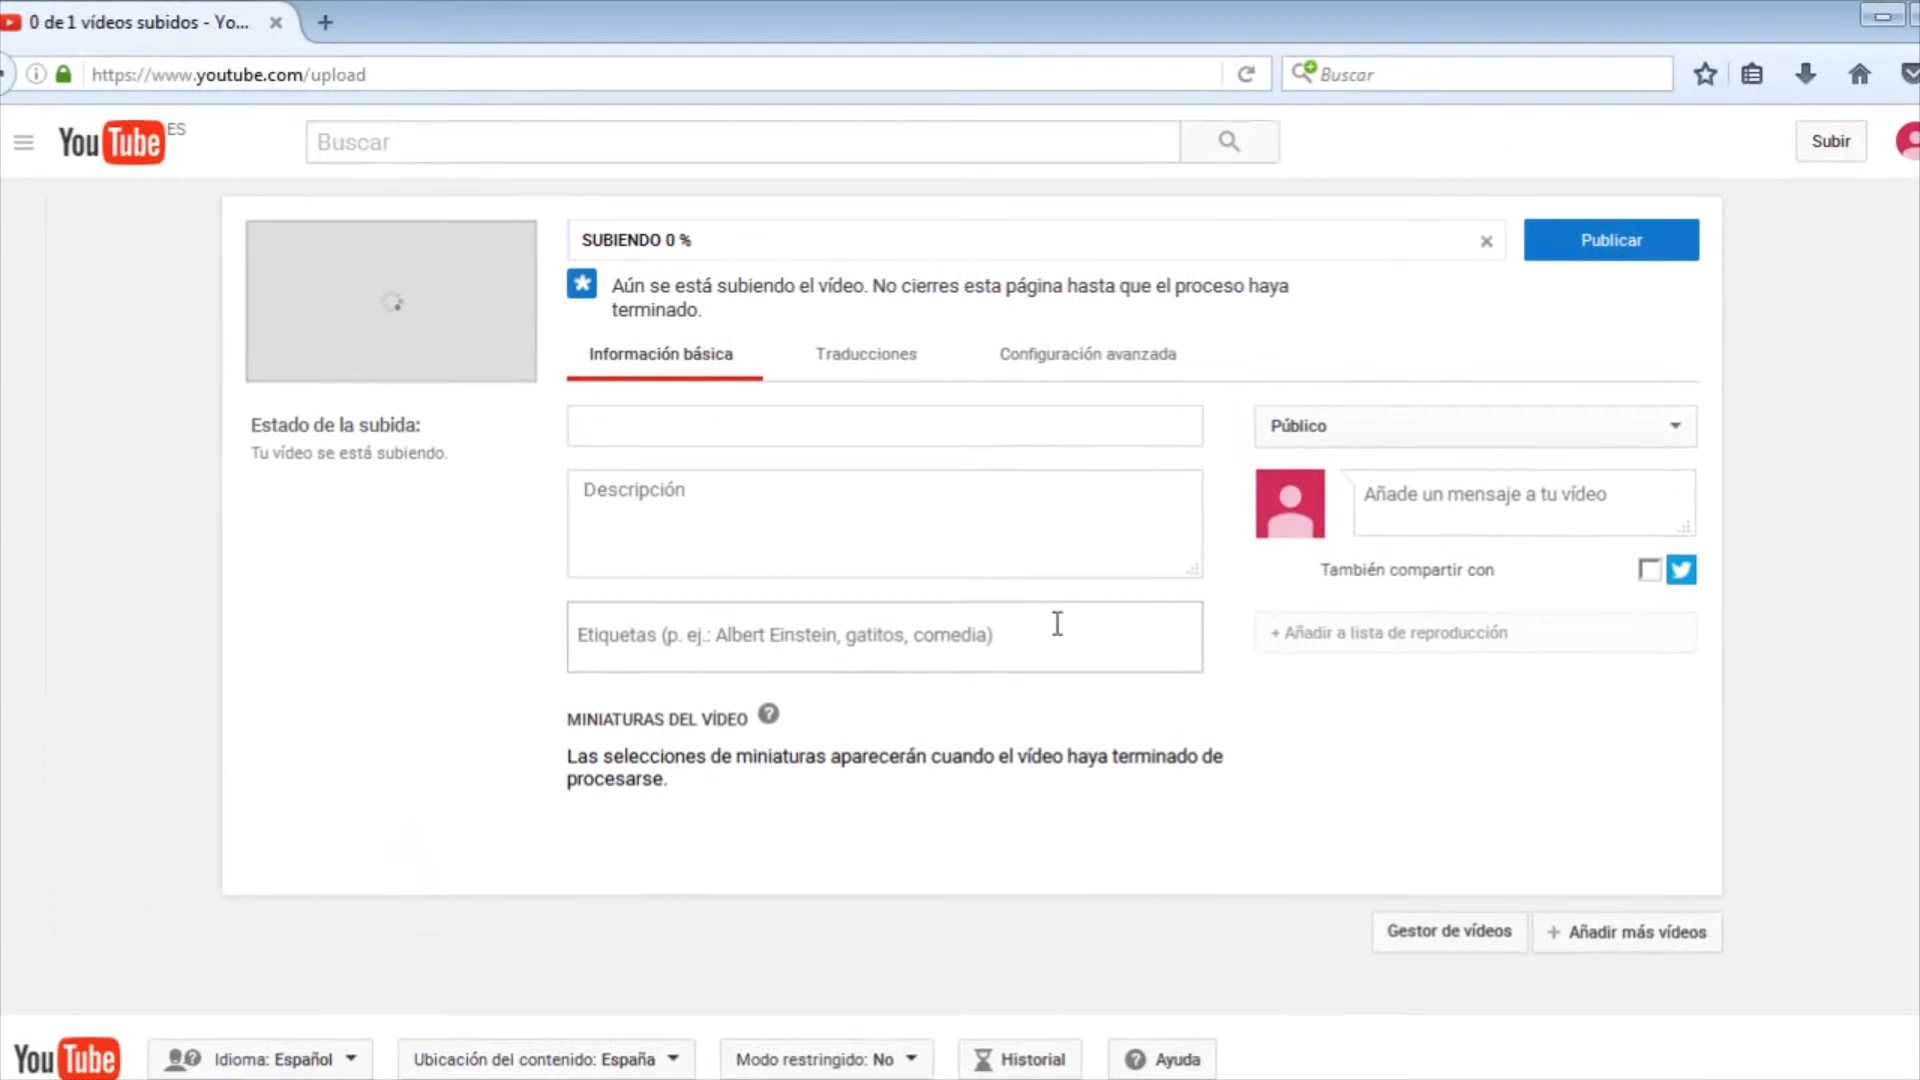 0 de 1 vídeos subidos - Yo...
https://www.youtube.com/upload
Buscar
YouTube ES
Buscar
Subir
SUBIENDO 0 %
Publicar
Aún se está subiendo el vídeo. No cierres esta página hasta que el proceso haya
terminado.
Información básica
Traducciones
Configuración avanzada
Estado de la subida:
Tu vídeo se está subiendo.
Público
Descripción
Añade un mensaje a tu vídeo
También compartir con
Etiquetas (p. ej.: Albert Einstein, gatitos, comedia)
+ Añadir a lista de reproducción
MINIATURAS DEL VÍDEO
Las selecciones de miniaturas aparecerán cuando el vídeo haya terminado de
procesarse.
Gestor de vídeos
+ Añadir más vídeos
YouTube
Idioma: Español
Ubicación del contenido: España
Modo restringido: No
Historial
Ayuda